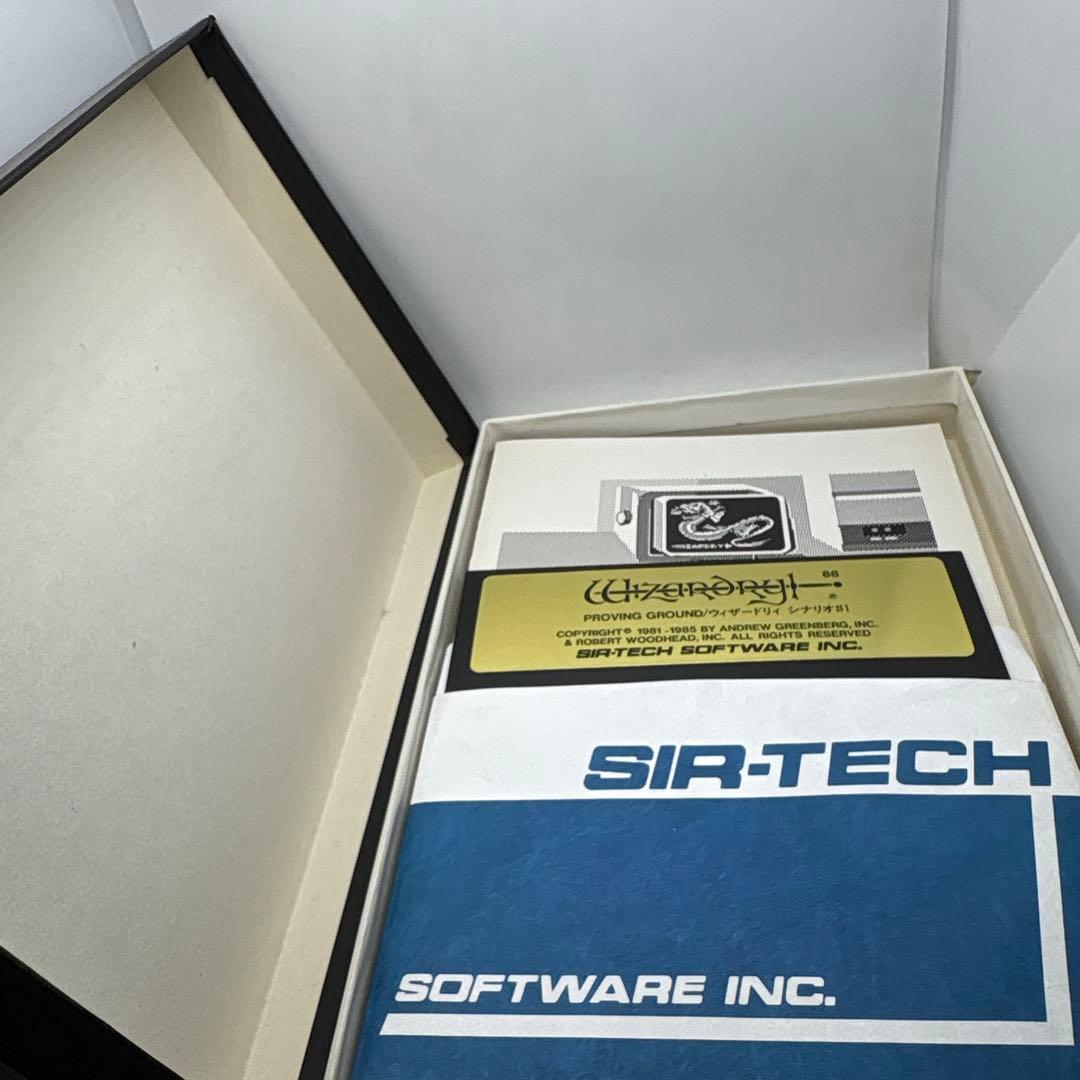 WIZARDRY
Wizardry 88
®
PROVING GROUND/ウィザードリィ シナリオ#1
COPYRIGHT© 1981-1985 BY ANDREW GREENBERG, INC.
& ROBERT WOODHEAD, INC. ALL RIGHTS RESERVED
SIR-TECH SOFTWARE INC.
SIR-TECH
SOFTWARE INC.